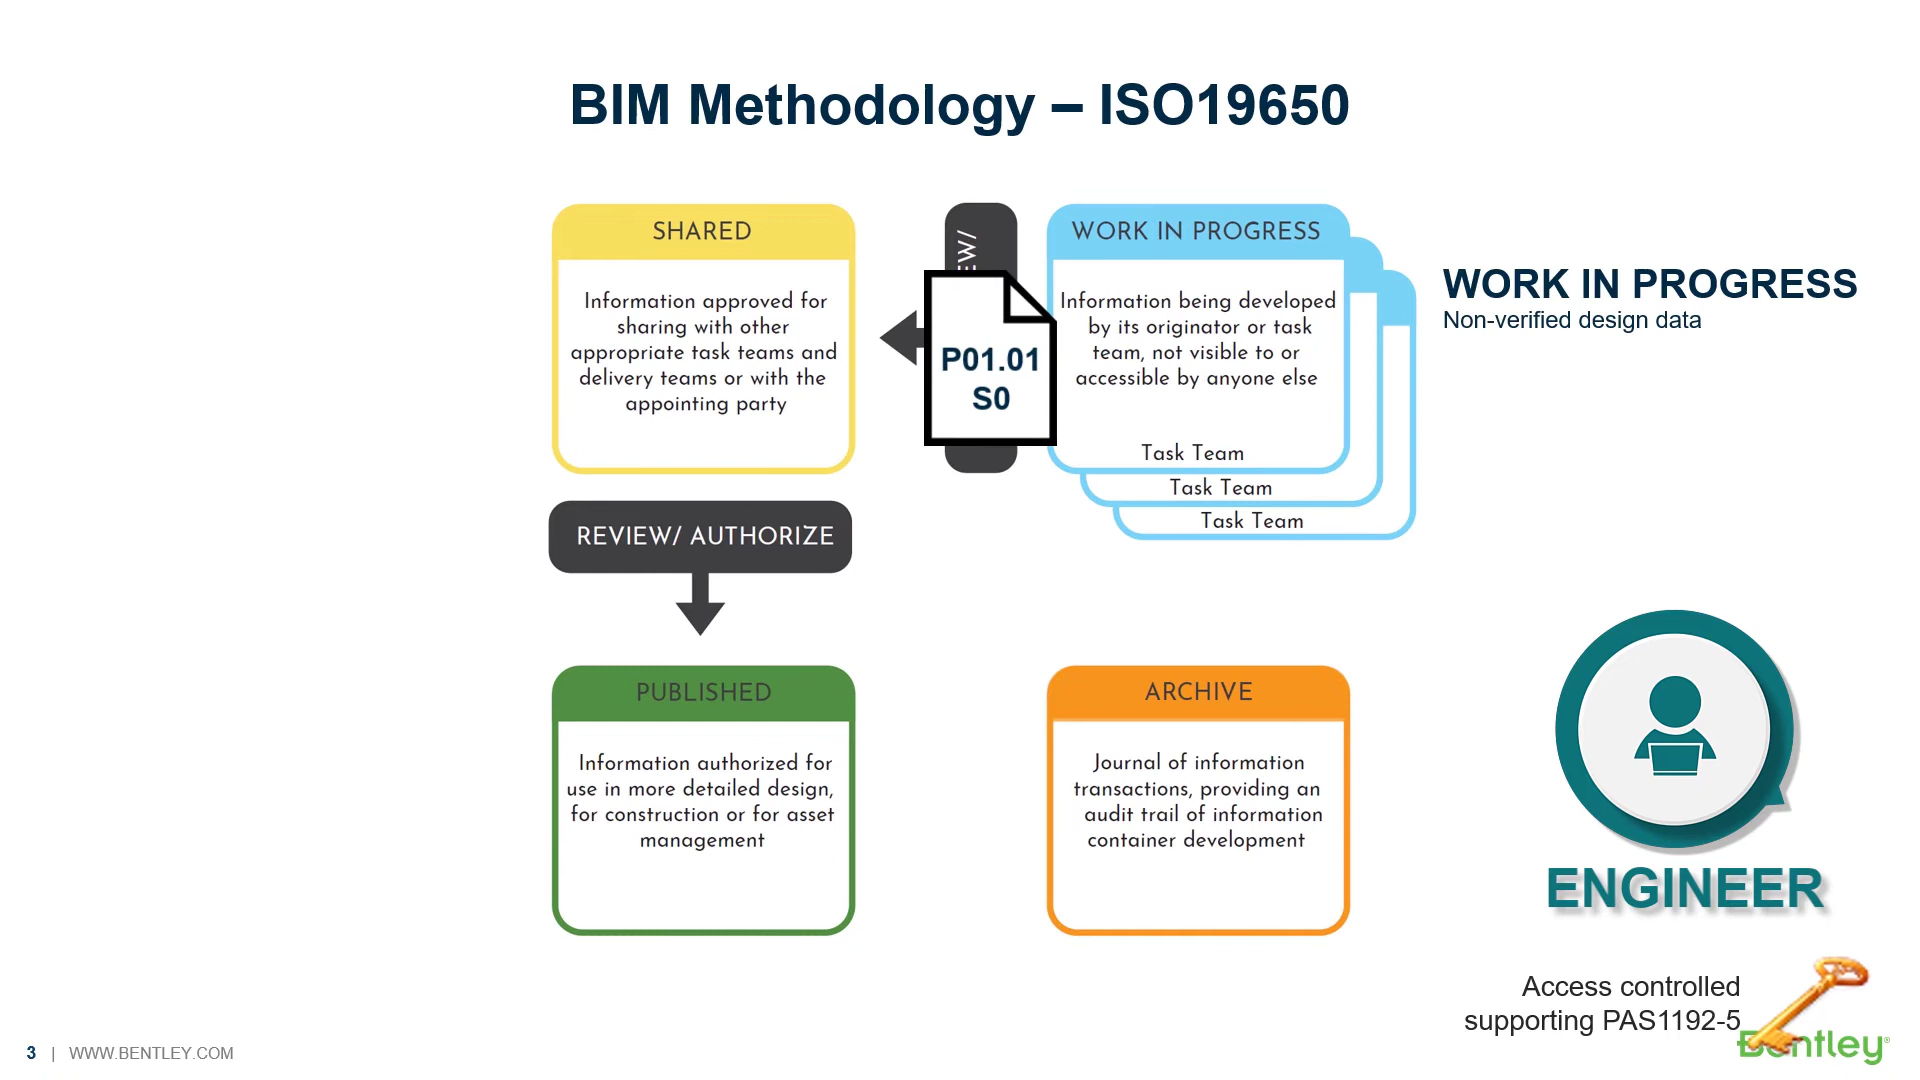 BIM Methodology – ISO19650
SHARED
Information approved for
sharing with other
appropriate task teams and
delivery teams or with the
appointing party
P01.01
S0
WORK IN PROGRESS
Information being developed
by its originator or task
team, not visible to or
accessible by anyone else
Task Team
Task Team
Task Team
WORK IN PROGRESS
Non-verified design data
REVIEW/ AUTHORIZE
PUBLISHED
Information authorized for
use in more detailed design,
for construction or for asset
management
ARCHIVE
Journal of information
transactions, providing an
audit trail of information
container development
ENGINEER
Access controlled
supporting PAS1192-5
3 | WWW.BENTLEY.COM
Bentley®